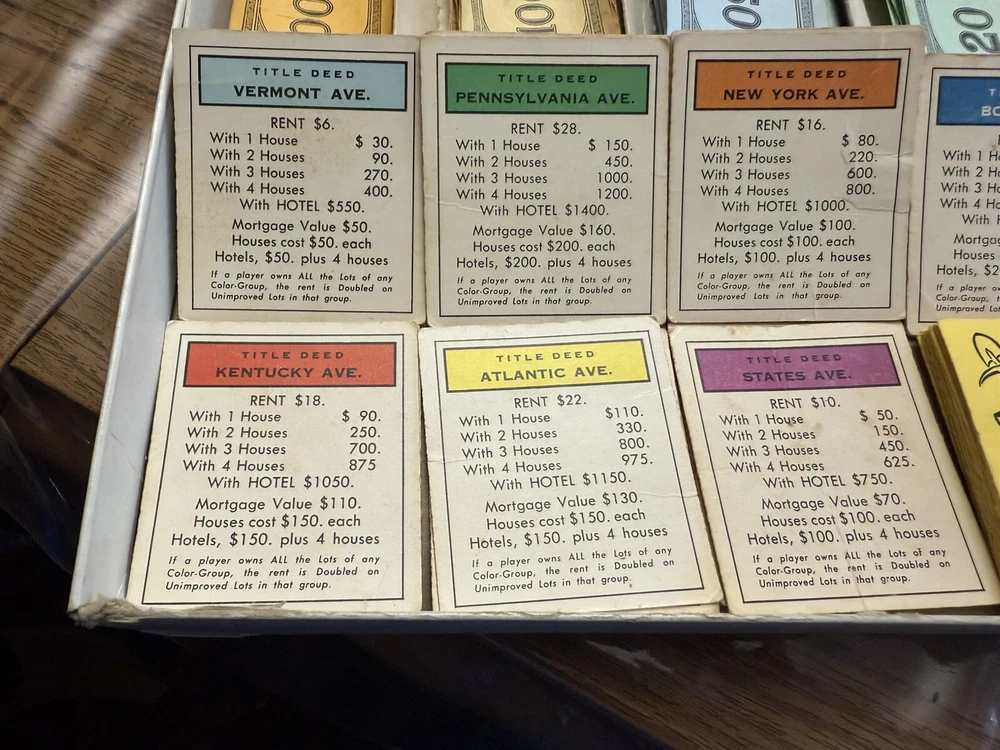 TITLE DEED
VERMONT AVE.
RENT $6.
With 1 House $ 30.
With 2 Houses 90.
With 3 Houses 270.
With 4 Houses 400.
With HOTEL $550.
Mortgage Value $50.
Houses cost $50. each
Hotels, $50. plus 4 houses
If a player owns ALL the Lots of any
Color-Group, the rent is Doubled on
Unimproved Lots in that group.
TITLE DEED
PENNSYLVANIA AVE.
RENT $28.
With 1 House $ 150.
With 2 Houses 450.
With 3 Houses 1000.
With 4 Houses 1200.
With HOTEL $1400.
Mortgage Value $160.
Houses cost $200. each
Hotels, $200. plus 4 houses
If a player owns ALL the Lots of any
Color-Group, the rent is Doubled on
Unimproved Lots in that group.
TITLE DEED
NEW YORK AVE.
RENT $16.
With 1 House $ 80.
With 2 Houses 220.
With 3 Houses 600.
With 4 Houses 800.
With HOTEL $1000.
Mortgage Value $100.
Houses cost $100. each
Hotels, $100. plus 4 houses
If a player owns ALL the Lots of any
Color-Group, the rent is Doubled on
Unimproved Lots in that group.
With 1
With 2
With 3
With 4
Hotels,
If a player
Color-Group,
Unimproved
TITLE DEED
KENTUCKY AVE.
RENT $18.
With 1 House $ 90.
With 2 Houses 250.
With 3 Houses 700.
With 4 Houses 875
With HOTEL $1050.
Mortgage Value $110.
Houses cost $150. each
Hotels, $150. plus 4 houses
If a player owns ALL the Lots of any
Color-Group, the rent is Doubled on
Unimproved Lots in that group.
TITLE DEED
ATLANTIC AVE.
RENT $22.
With 1 House $110.
With 2 Houses 330.
With 3 Houses 800.
With 4 Houses 975.
With HOTEL $1150.
Mortgage Value $130.
Houses cost $150. each
Hotels, $150. plus 4 houses
If a player owns ALL the Lots of any
Color-Group, the rent is Doubled on
Unimproved Lots in that group.
TITLE DEED
STATES AVE.
RENT $10.
With 1 House $ 50.
With 2 Houses 150.
With 3 Houses 450.
With 4 Houses 625.
With HOTEL $750.
Mortgage Value $70.
Houses cost $100. each
Hotels, $100. plus 4 houses
If a player owns ALL the Lots of any
Color-Group, the rent is Doubled on
Unimproved Lots in that group.
20